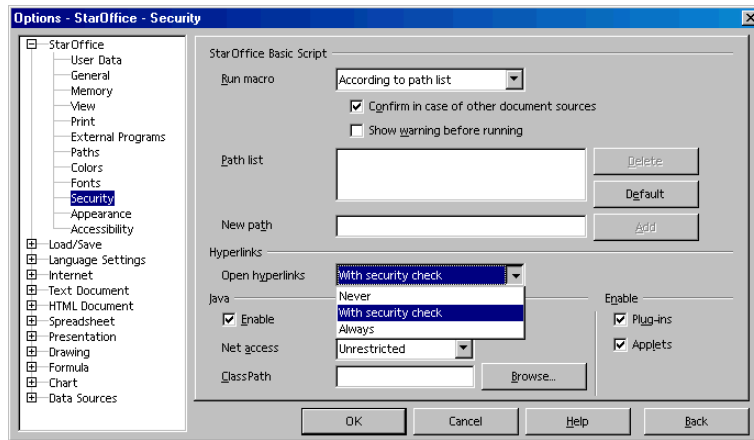 Options - StarOffice - Security
StarOffice
User Data
General
Memory
View
Print
External Programs
Paths
Colors
Fonts
Security
Appearance
Accessibility
Load/Save
Language Settings
Internet
Text Document
HTML Document
Spreadsheet
Presentation
Drawing
Formula
Chart
Data Sources
StarOffice Basic Script
Run macro According to path list
Confirm in case of other document sources
Show warning before running
Path list Delete
Default
New path Add
Hyperlinks
Open hyperlinks With security check
Never
With security check
Always
Java
Enable
Net access Unrestricted
ClassPath Browse...
Enable
Plug-ins
Applets
OK Cancel Help Back